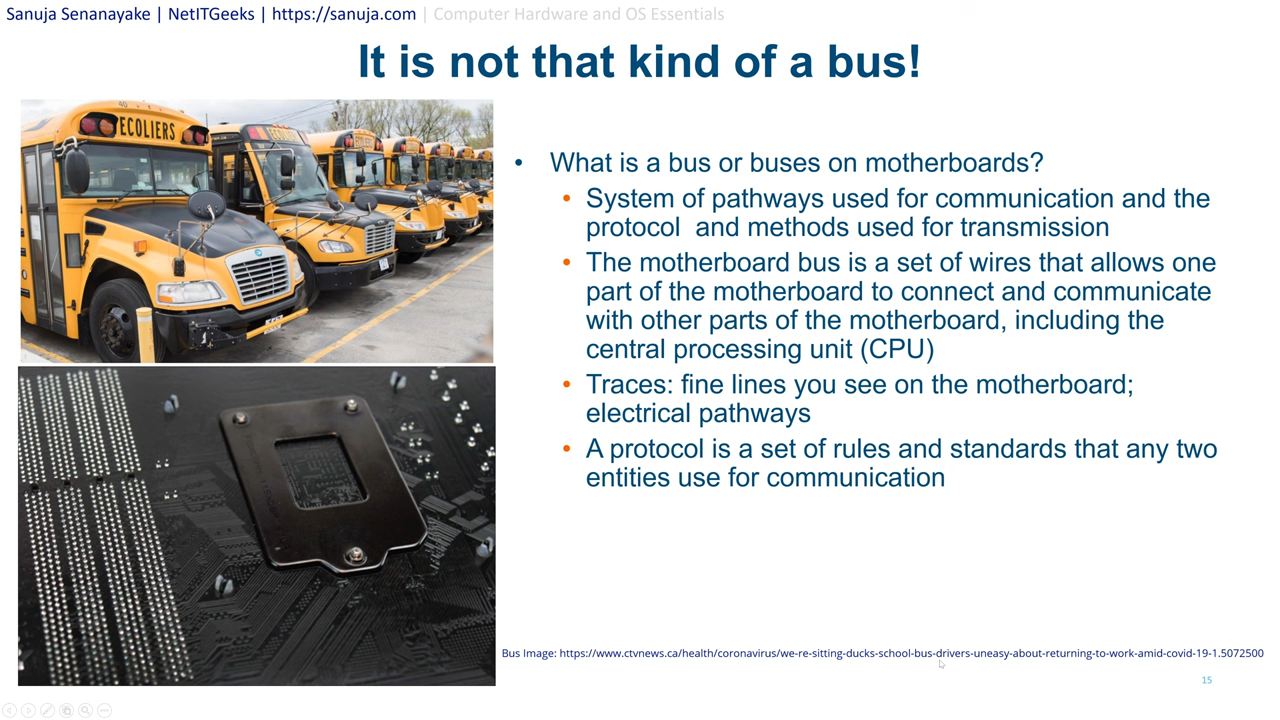 Sanuja Senanayake | NetITGeeks | https://sanuja.com | Computer Hardware and OS Essentials
It is not that kind of a bus!
40
ECOLIERS
• What is a bus or buses on motherboards?
• System of pathways used for communication and the
protocol and methods used for transmission
• The motherboard bus is a set of wires that allows one
part of the motherboard to connect and communicate
with other parts of the motherboard, including the
central processing unit (CPU)
• Traces: fine lines you see on the motherboard;
electrical pathways
• A protocol is a set of rules and standards that any two
entities use for communication
Bus Image: https://www.ctvnews.ca/health/coronavirus/we-re-sitting-ducks-school-bus-drivers-uneasy-about-returning-to-work-amid-covid-19-1.5072500
15